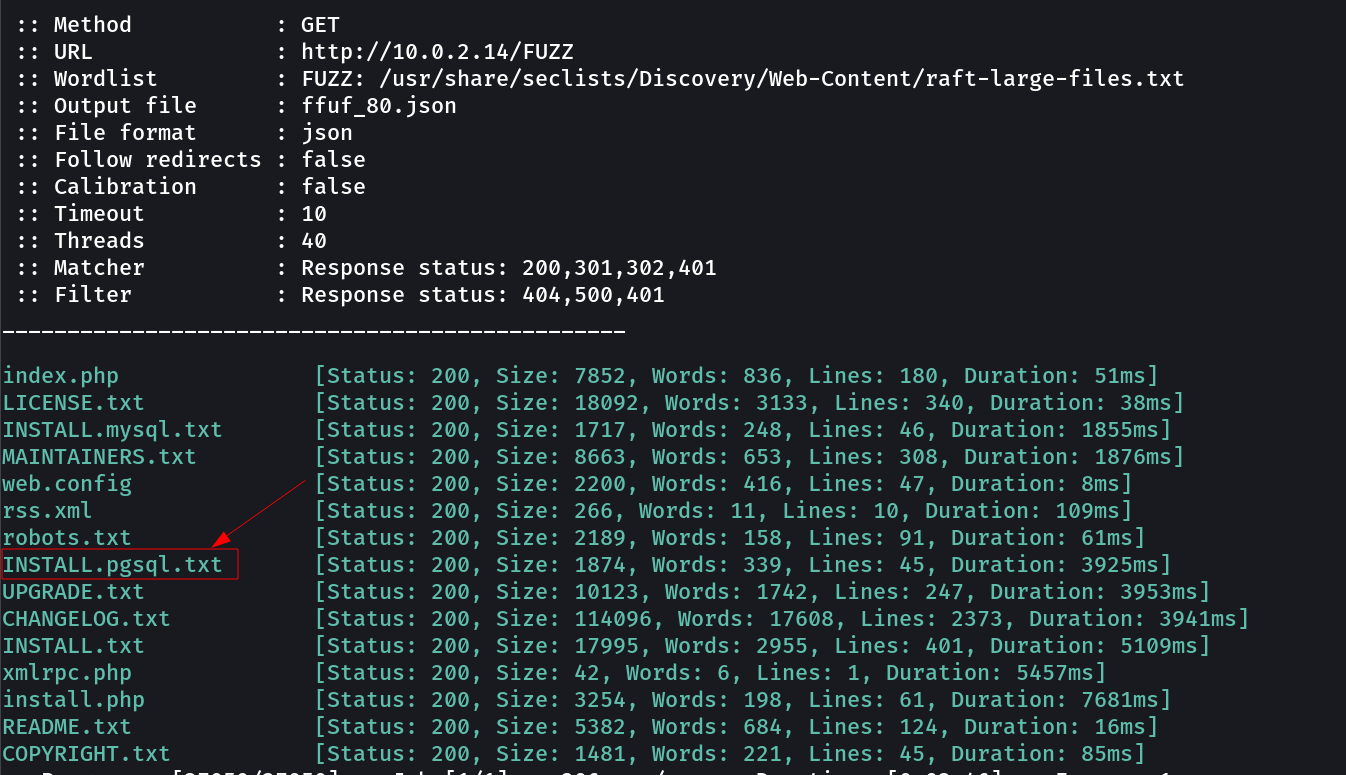 :: Method : GET
:: URL : http://10.0.2.14/FUZZ
:: Wordlist : FUZZ: /usr/share/seclists/Discovery/Web-Content/raft-large-files.txt
:: Output file : ffuf_80.json
:: File format : json
:: Follow redirects : false
:: Calibration : false
:: Timeout : 10
:: Threads : 40
:: Matcher : Response status: 200,301,302,401
:: Filter : Response status: 404,500,401
________________________________________________
index.php [Status: 200, Size: 7852, Words: 836, Lines: 180, Duration: 51ms]
LICENSE.txt [Status: 200, Size: 18092, Words: 3133, Lines: 340, Duration: 38ms]
INSTALL.mysql.txt [Status: 200, Size: 1717, Words: 248, Lines: 46, Duration: 1855ms]
MAINTAINERS.txt [Status: 200, Size: 8663, Words: 653, Lines: 308, Duration: 1876ms]
web.config [Status: 200, Size: 2200, Words: 416, Lines: 47, Duration: 8ms]
rss.xml [Status: 200, Size: 266, Words: 11, Lines: 10, Duration: 109ms]
robots.txt [Status: 200, Size: 2189, Words: 158, Lines: 91, Duration: 61ms]
INSTALL.pgsql.txt [Status: 200, Size: 1874, Words: 339, Lines: 45, Duration: 3925ms]
UPGRADE.txt [Status: 200, Size: 10123, Words: 1742, Lines: 247, Duration: 3953ms]
CHANGELOG.txt [Status: 200, Size: 114096, Words: 17608, Lines: 2373, Duration: 3941ms]
INSTALL.txt [Status: 200, Size: 17995, Words: 2955, Lines: 401, Duration: 5109ms]
xmlrpc.php [Status: 200, Size: 42, Words: 6, Lines: 1, Duration: 5457ms]
install.php [Status: 200, Size: 3254, Words: 198, Lines: 61, Duration: 7681ms]
README.txt [Status: 200, Size: 5382, Words: 684, Lines: 124, Duration: 16ms]
COPYRIGHT.txt [Status: 200, Size: 1481, Words: 221, Lines: 45, Duration: 85ms]